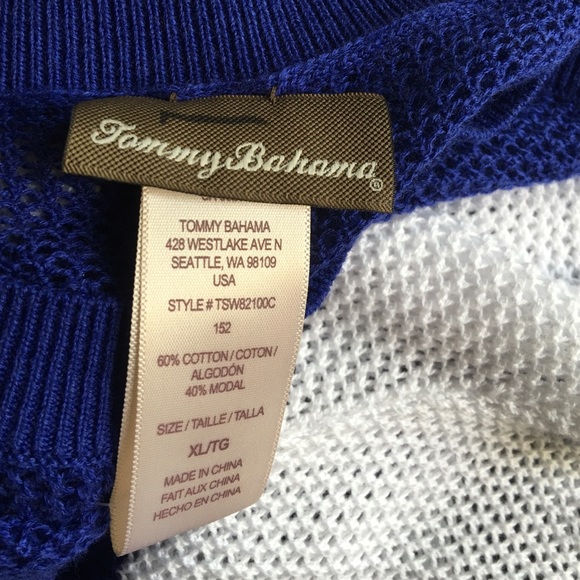 Tommy Bahama ®
TOMMY BAHAMA
428 WESTLAKE AVE N
SEATTLE, WA 98109
USA
STYLE # TSW82100C
152
60% COTTON / COTON /
ALGODÓN
40% MODAL
SIZE / TAILLE / TALLA
XL/TG
MADE IN CHINA
FAIT AUX CHINA
HECHO EN CHINA